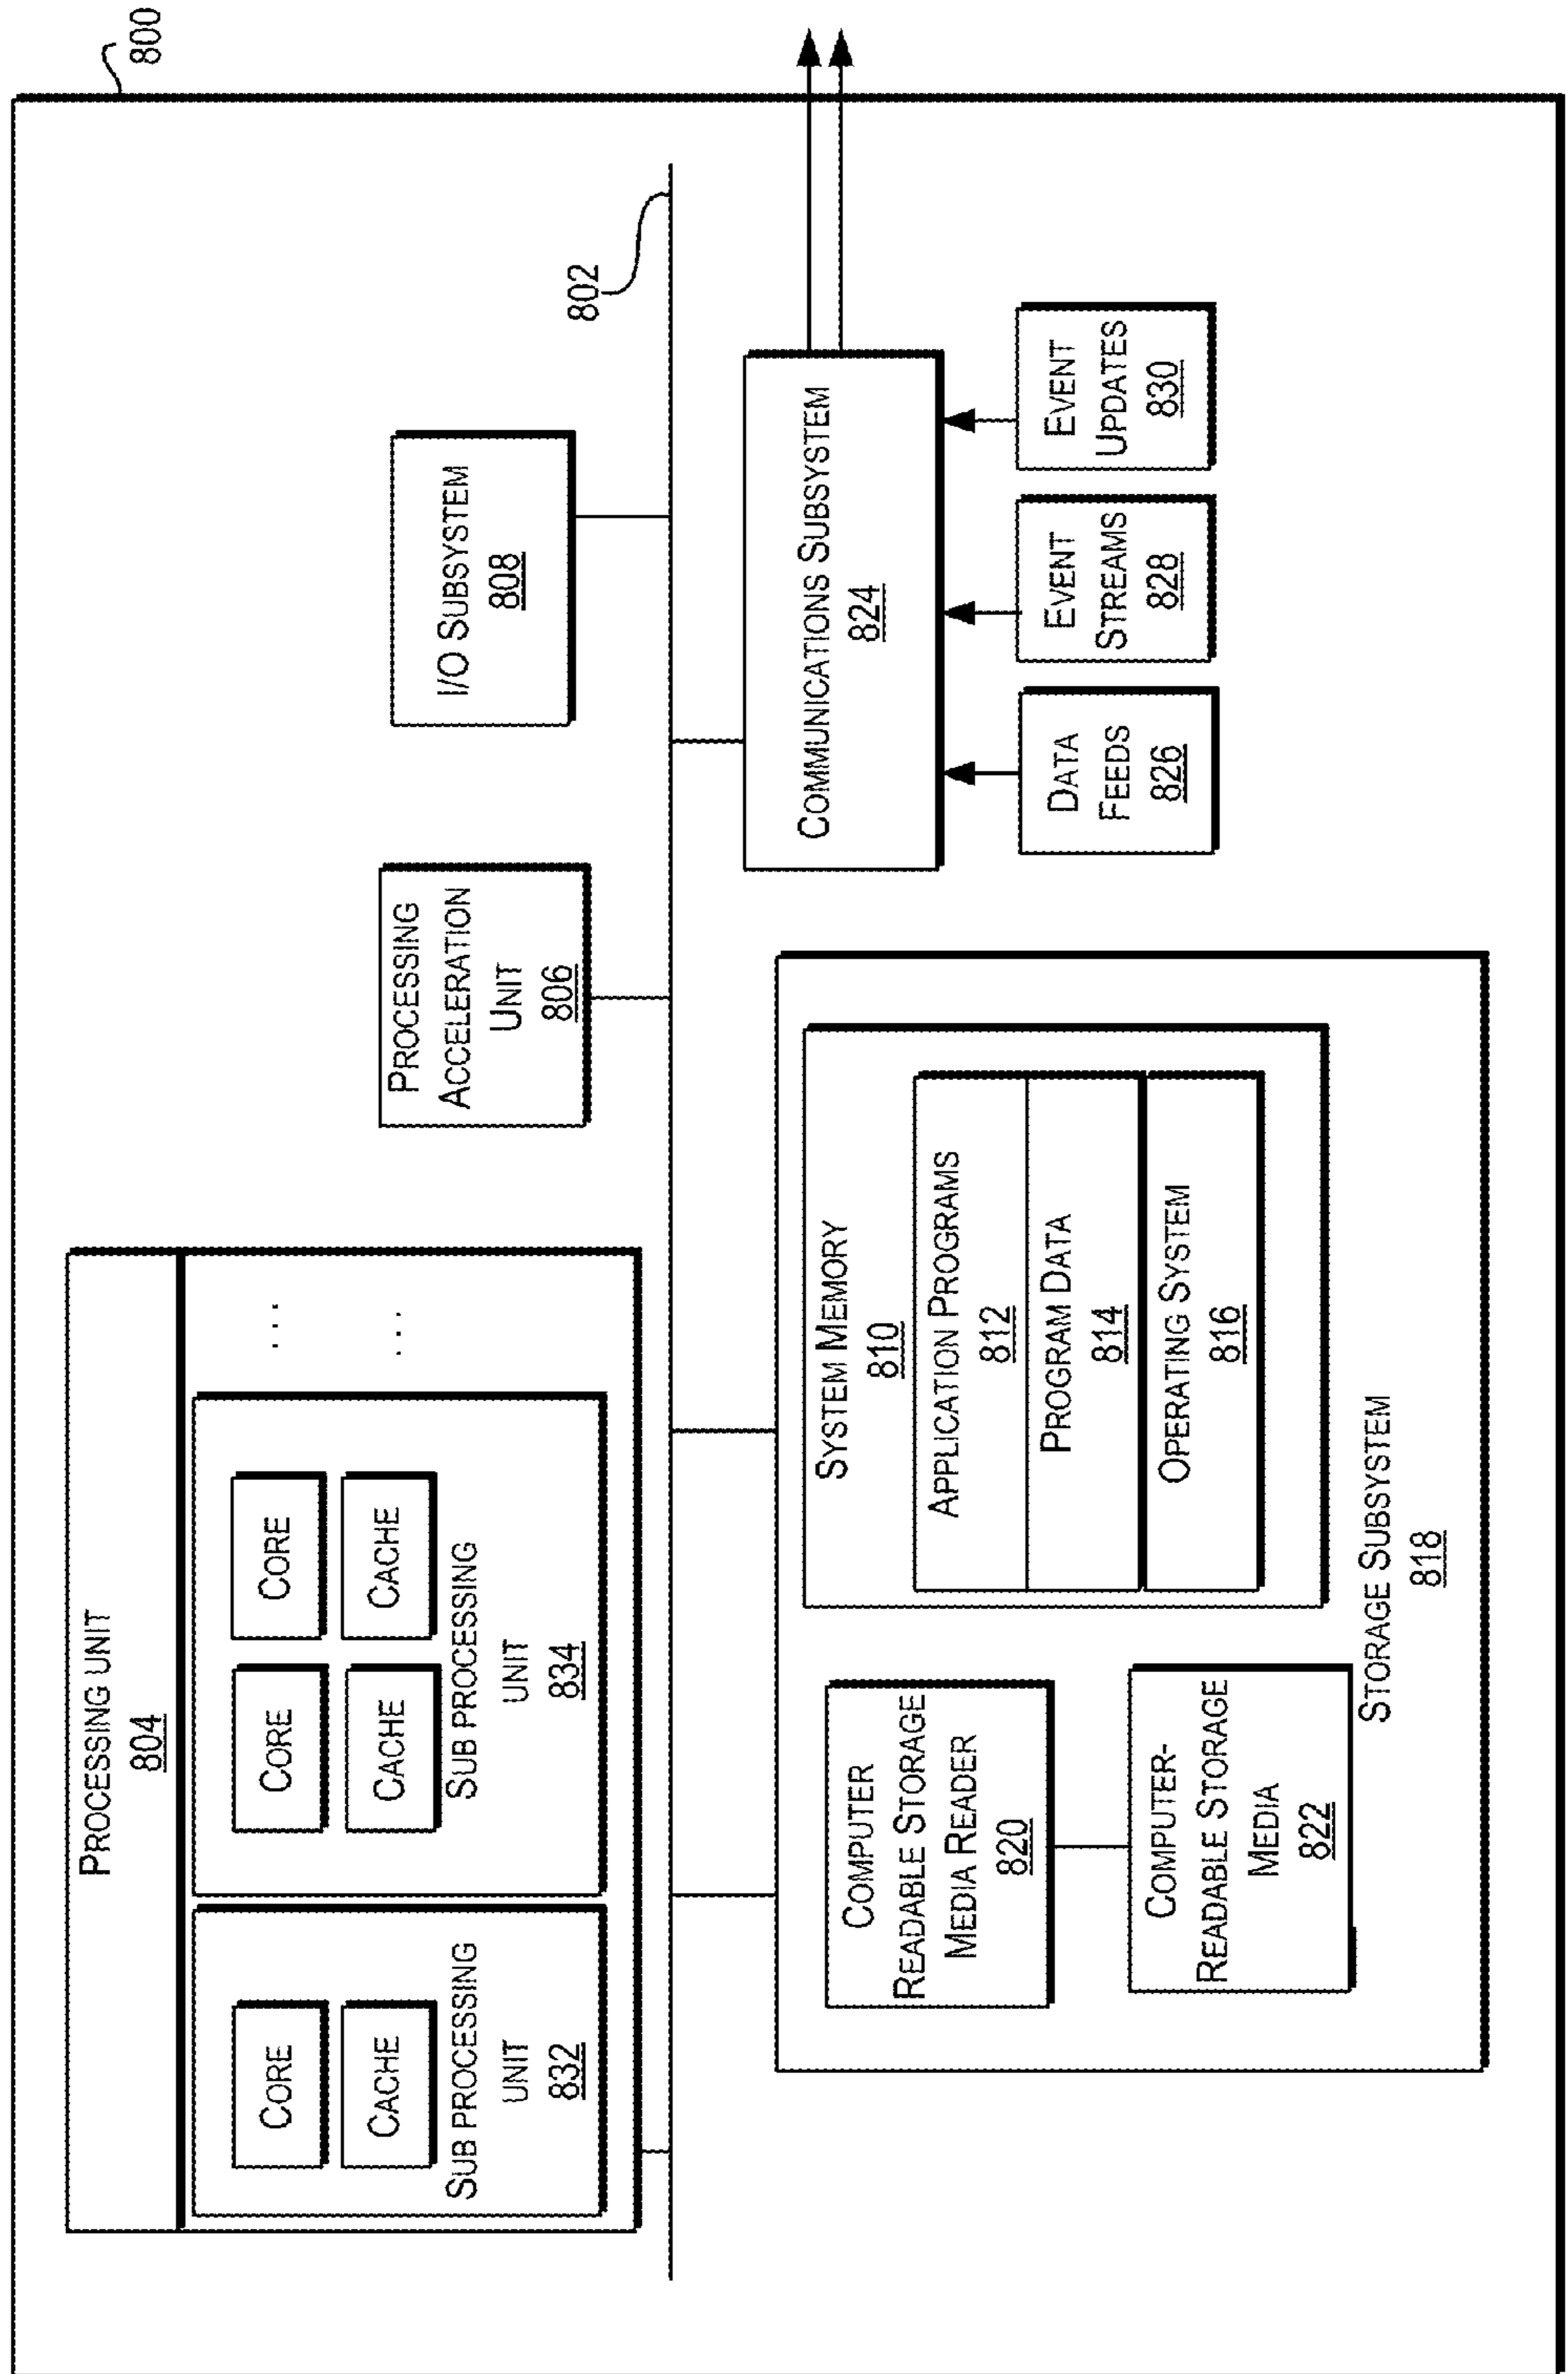 800
PROCESSING UNIT
804
CORE
CACHE
SUB PROCESSING
UNIT
832
CORE
CORE
CACHE
CACHE
SUB PROCESSING
UNIT
834
...
...
PROCESSING
ACCELERATION
UNIT
806
I/O SUBSYSTEM
808
802
COMPUTER
READABLE STORAGE
MEDIA READER
820
COMPUTER-
READABLE STORAGE
MEDIA
822
SYSTEM MEMORY
810
APPLICATION PROGRAMS
812
PROGRAM DATA
814
OPERATING SYSTEM
816
STORAGE SUBSYSTEM
818
COMMUNICATIONS SUBSYSTEM
824
DATA
FEEDS
826
EVENT
STREAMS
828
EVENT
UPDATES
830